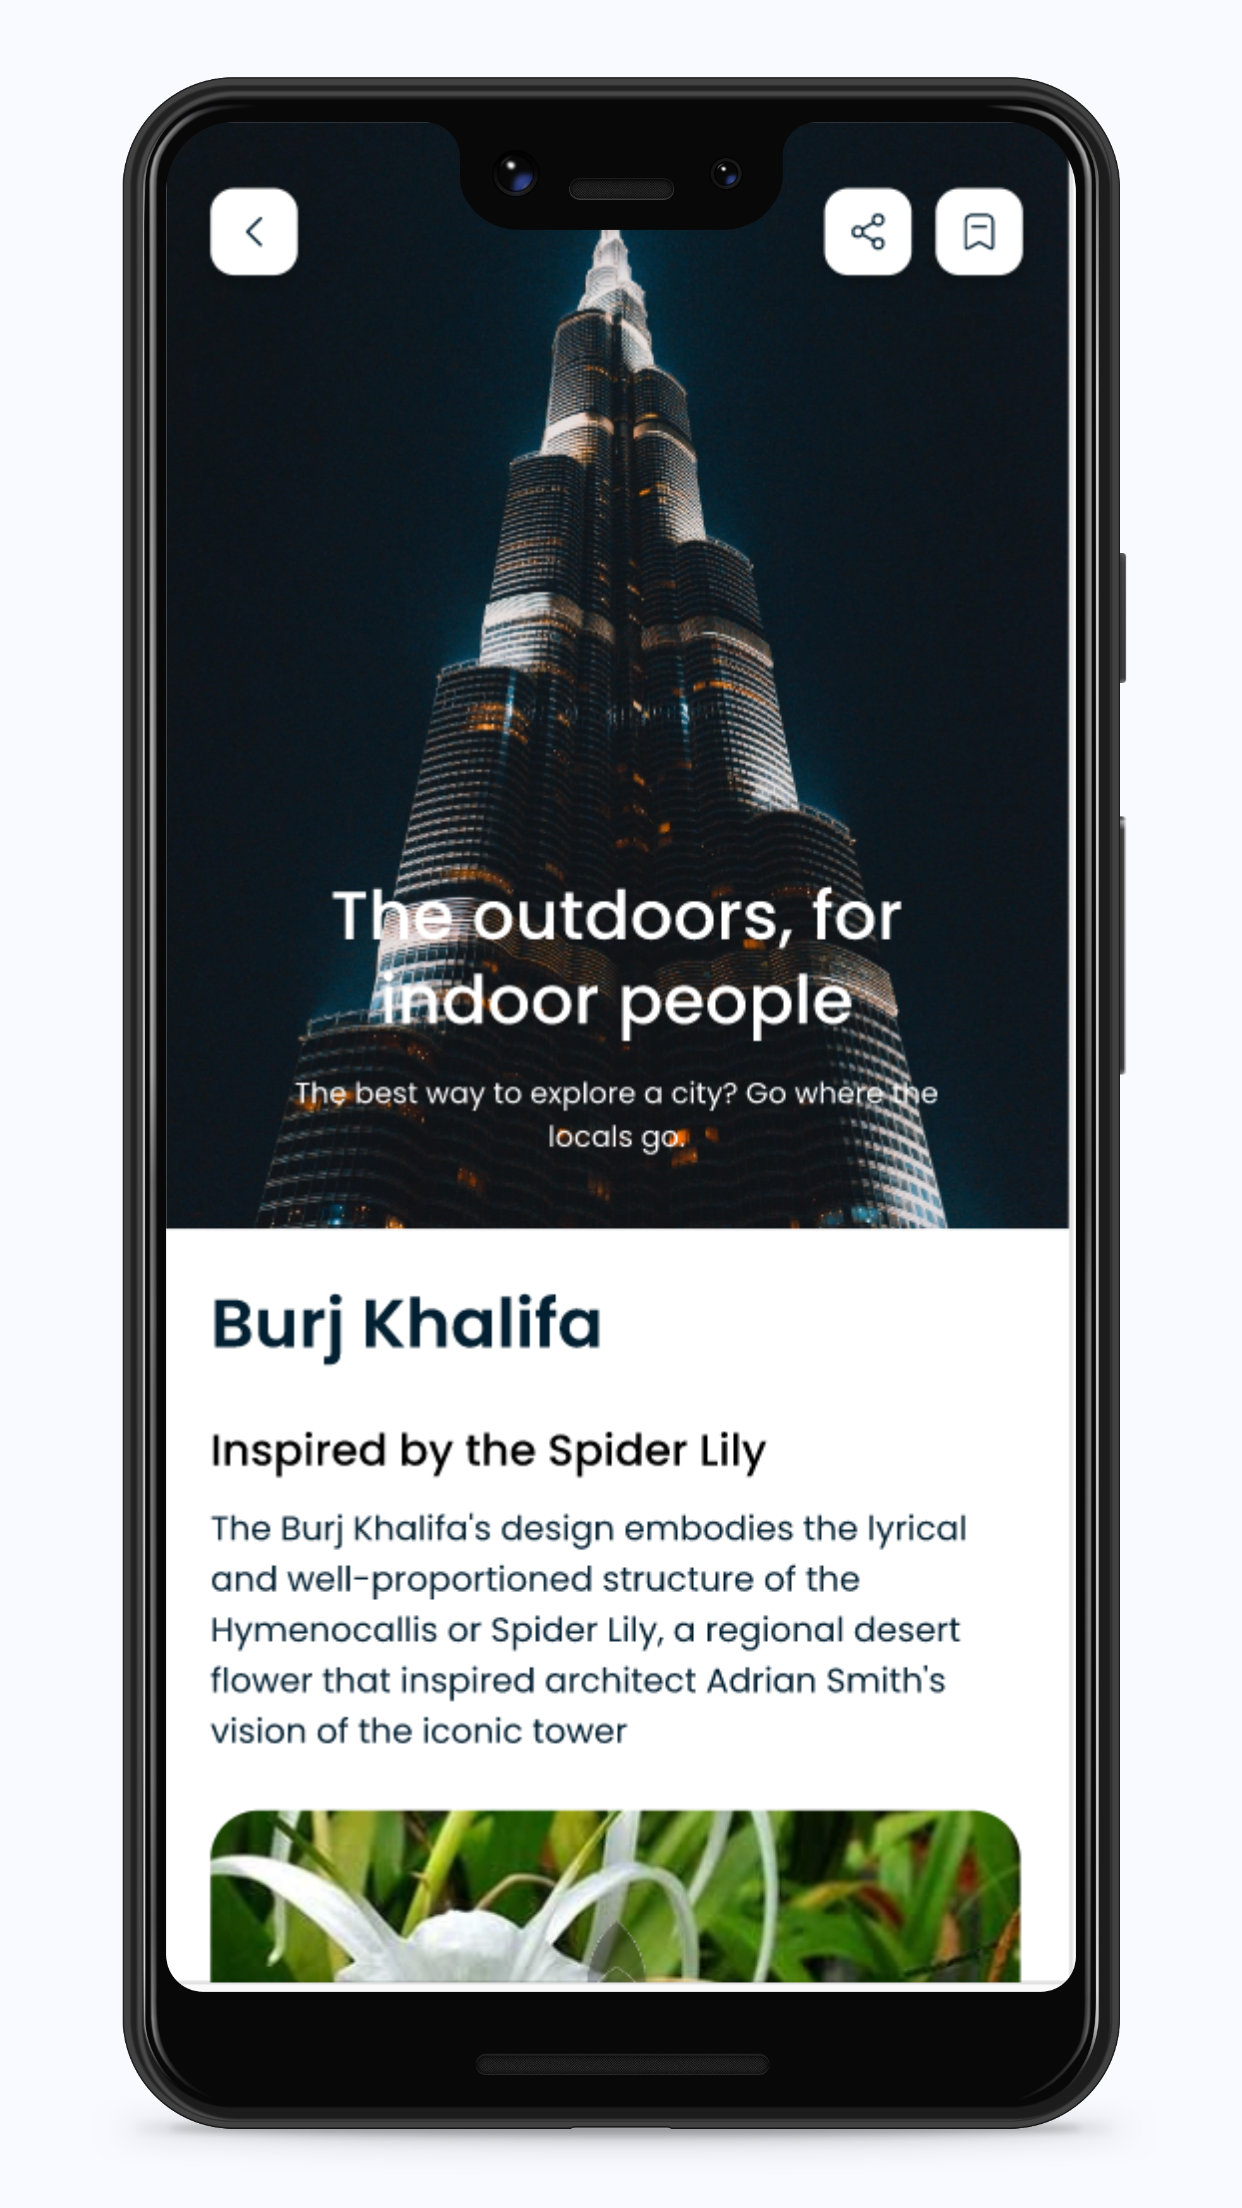 The outdoors, for
indoor people
The best way to explore a city? Go where the
locals go.
Burj Khalifa
Inspired by the Spider Lily
The Burj Khalifa's design embodies the lyrical
and well-proportioned structure of the
Hymenocallis or Spider Lily, a regional desert
flower that inspired architect Adrian Smith's
vision of the iconic tower